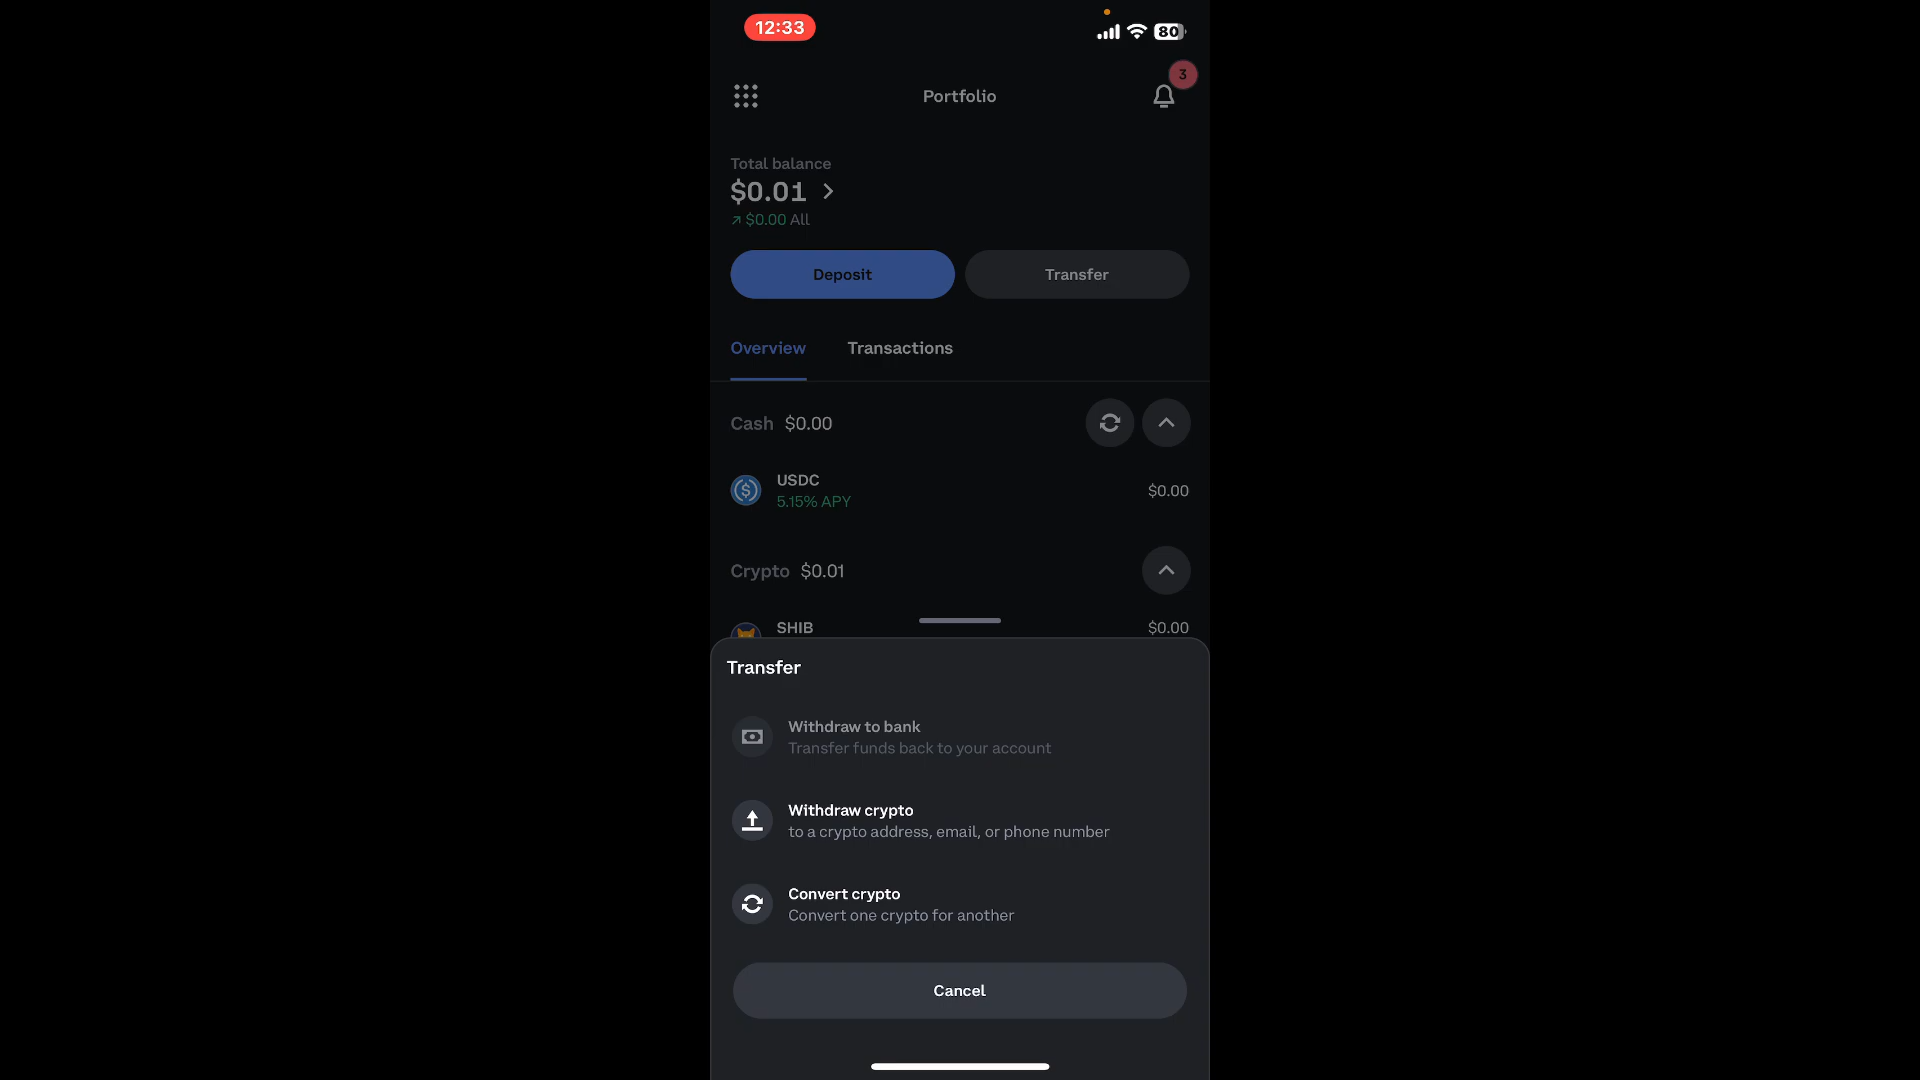 12:33
80
3
Portfolio
Total balance
$0.01
$0.00 All
Deposit
Transfer
Overview
Transactions
Cash $0.00
USDC
$0.00
5.15% APY
Crypto $0.01
SHIB
$0.00
Transfer
Withdraw to bank
Transfer funds back to your account
Withdraw crypto
to a crypto address, email, or phone number
Convert crypto
Convert one crypto for another
Cancel